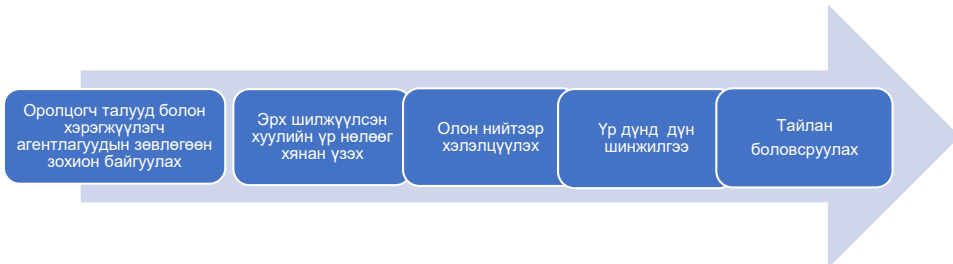 Оролцогч талууд болон
хэрэгжүүлэгч
агентлагуудын зөвлөгөөн
зохион байгуулах
Эрх шилжүүлсэн
хуулийн үр нөлөөг
хянан үзэх
Олон нийтээр
хэлэлцүүлэх
Үр дүнд дүн
шинжилгээ
Тайлан
боловсруулах